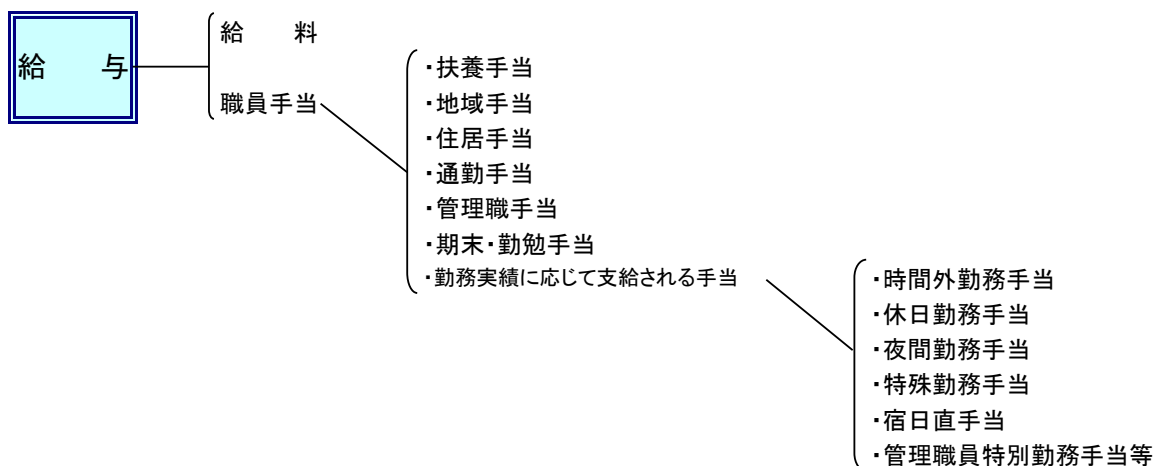 給　　与
給　　料
職員手当
・扶養手当
・地域手当
・住居手当
・通勤手当
・管理職手当
・期末・勤勉手当
・勤務実績に応じて支給される手当
・時間外勤務手当
・休日勤務手当
・夜間勤務手当
・特殊勤務手当
・宿日直手当
・管理職員特別勤務手当等